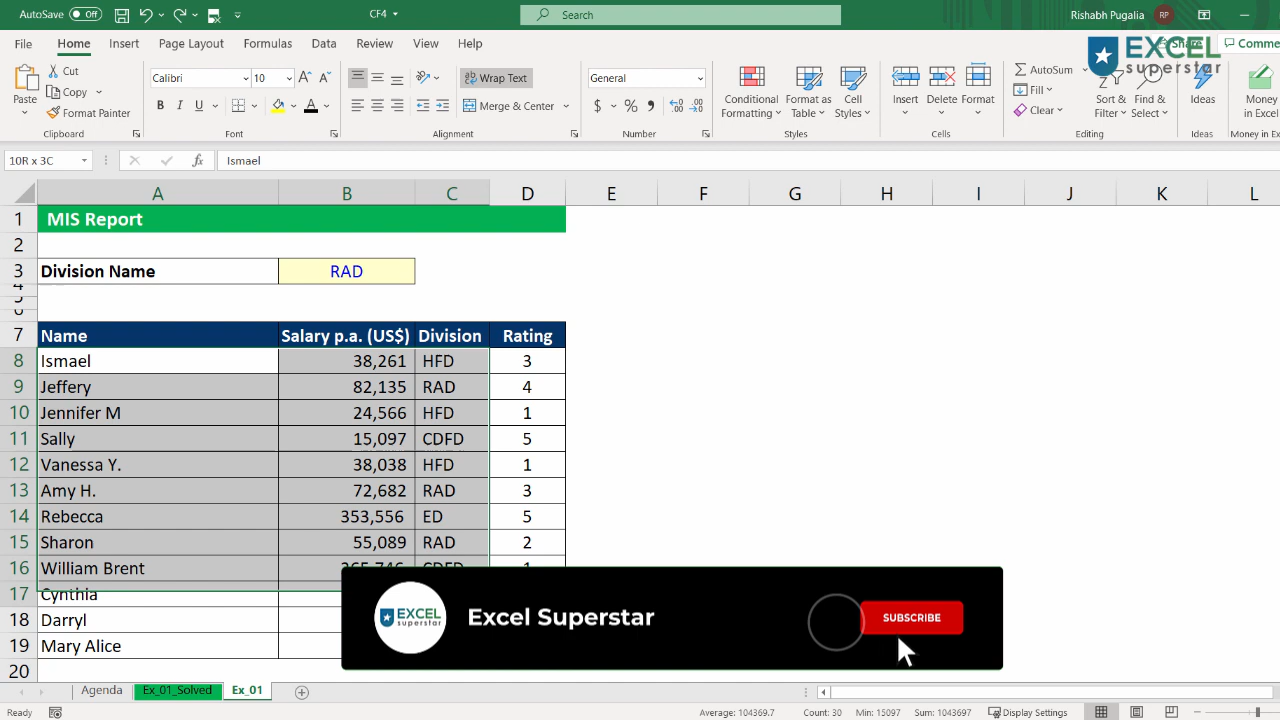 AutoSave Off CF4 Search Rishabh Pugalia RP
File Home Insert Page Layout Formulas Data Review View Help Share Comme
EXCEL
superstar
Paste Cut
Copy
Format Painter
Clipboard
Calibri 10
B I U A
Font
Wrap Text
Merge & Center
Alignment
General
$ % 9
Number
Conditional
Formatting
Format as
Table
Cell
Styles
Styles
Insert Delete Format
Cells
AutoSum
Fill
Clear
Sort &
Filter
Find &
Select
Editing
Ideas
Ideas
Money
in Excel
Money in E
10R x 3C fx Ismael
A B C D E F G H I J K L
1 MIS Report
2
3 Division Name RAD
7 Name Salary p.a. (US$) Division Rating
8 Ismael 38,261 HFD 3
9 Jeffery 82,135 RAD 4
10 Jennifer M 24,566 HFD 1
11 Sally 15,097 CDFD 5
12 Vanessa Y. 38,038 HFD 1
13 Amy H. 72,682 RAD 3
14 Rebecca 353,556 ED 5
15 Sharon 55,089 RAD 2
16 William Brent
17 Cynthia
18 Darryl
19 Mary Alice
20
EXCEL
superstar
Excel Superstar
SUBSCRIBE
Agenda Ex_01_Solved Ex_01
Ready Average: 104369.7 Count: 30 Min: 15097 Sum: 1043697 Display Settings